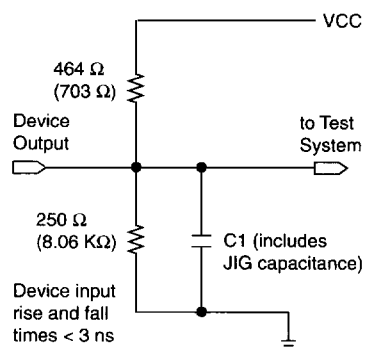 VCC
464 Ω
(703 Ω)
Device
Output
to Test
System
250 Ω
(8.06 KΩ)
C1 (includes
JIG capacitance)
Device input
rise and fall
times < 3 ns